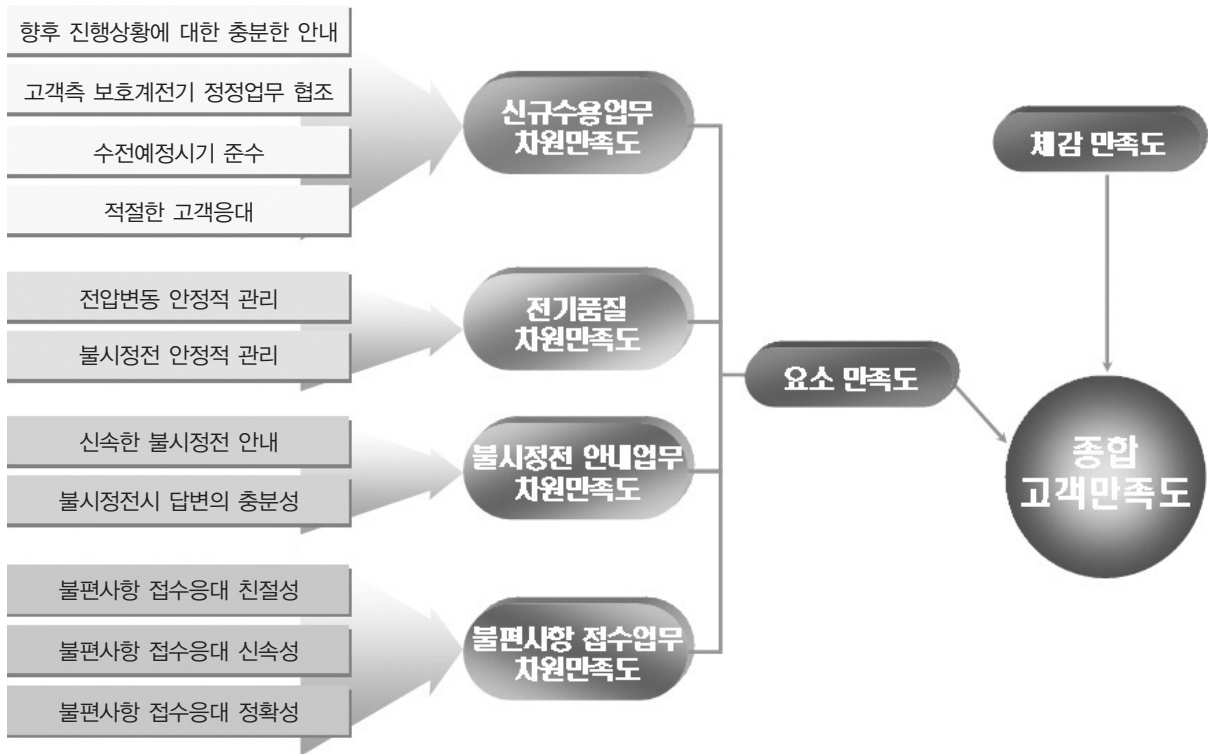 향후 진행상황에 대한 충분한 안내
고객측 보호계전기 정정업무 협조
수전예정시기 준수
적절한 고객응대
신규수용업무
차원만족도
전압변동 안정적 관리
불시정전 안정적 관리
전기품질
차원만족도
신속한 불시정전 안내
불시정전시 답변의 충분성
불시정전 안내업무
차원만족도
불편사항 접수응대 친절성
불편사항 접수응대 신속성
불편사항 접수응대 정확성
불편사항 접수업무
차원만족도
요소 만족도
체감 만족도
종합
고객만족도